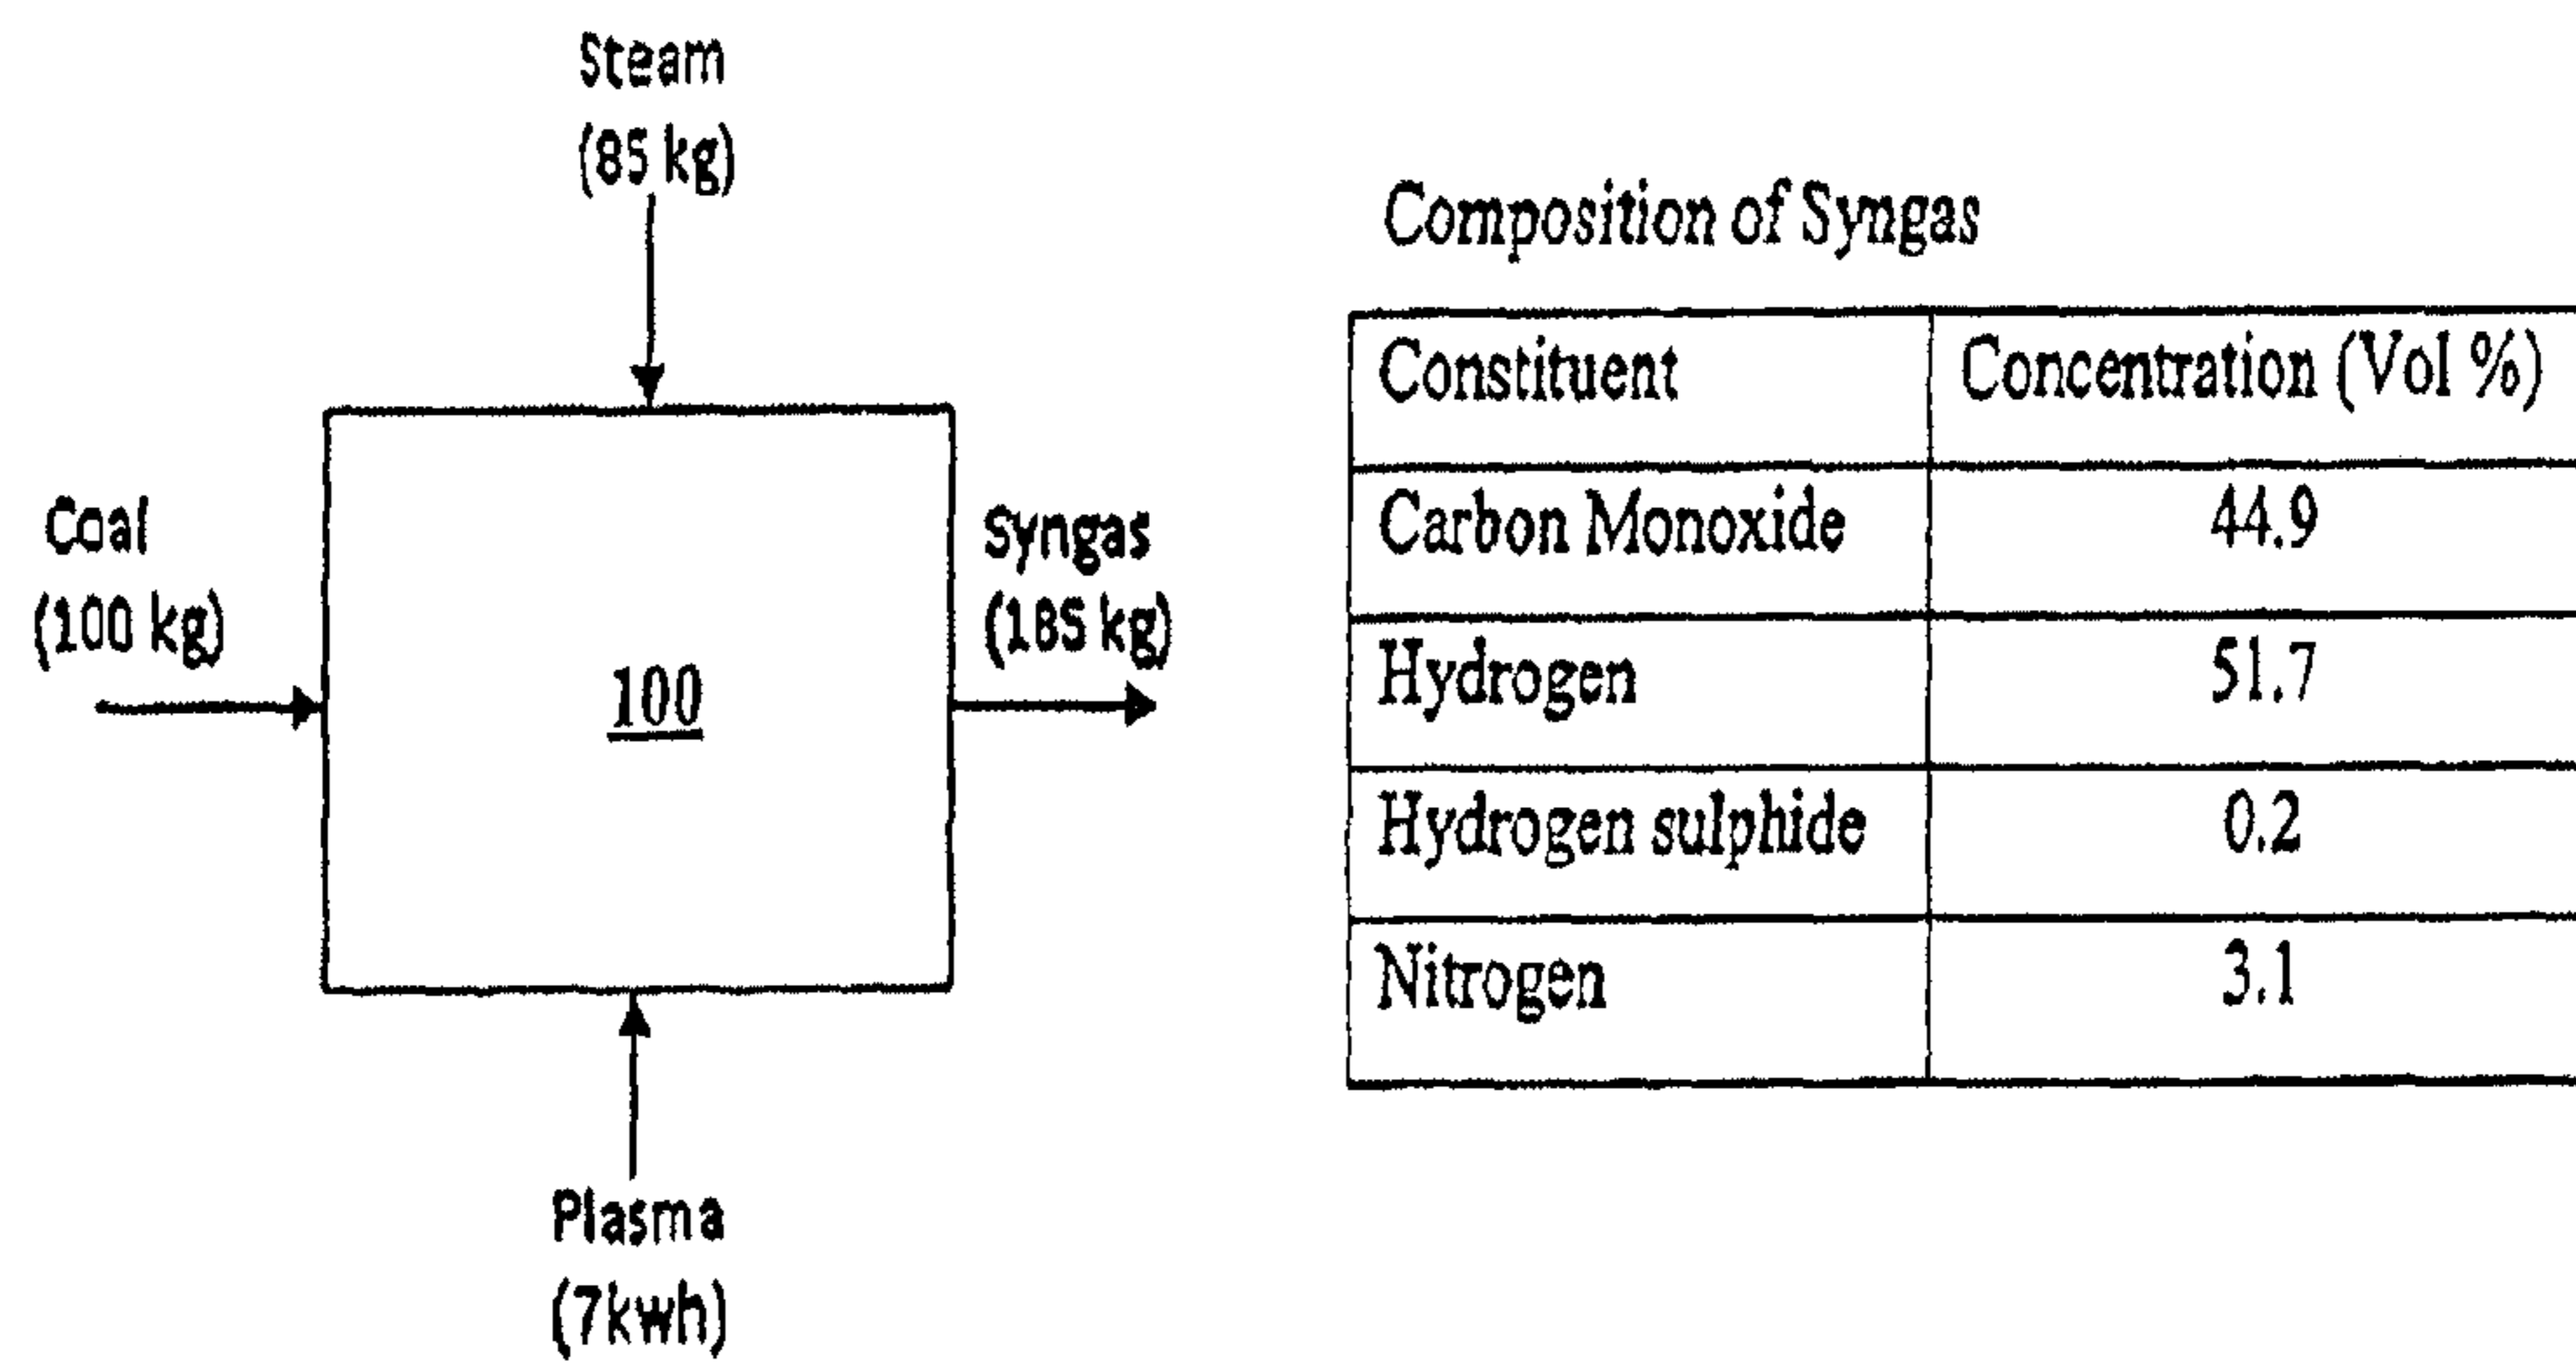 Steam
(85 kg)
Coal
(100 kg)
100
Syngas
(185 kg)
Plasma
(7kwh)
Composition of Syngas
Constituent Concentration (Vol %)
Carbon Monoxide 44.9
Hydrogen 51.7
Hydrogen sulphide 0.2
Nitrogen 3.1